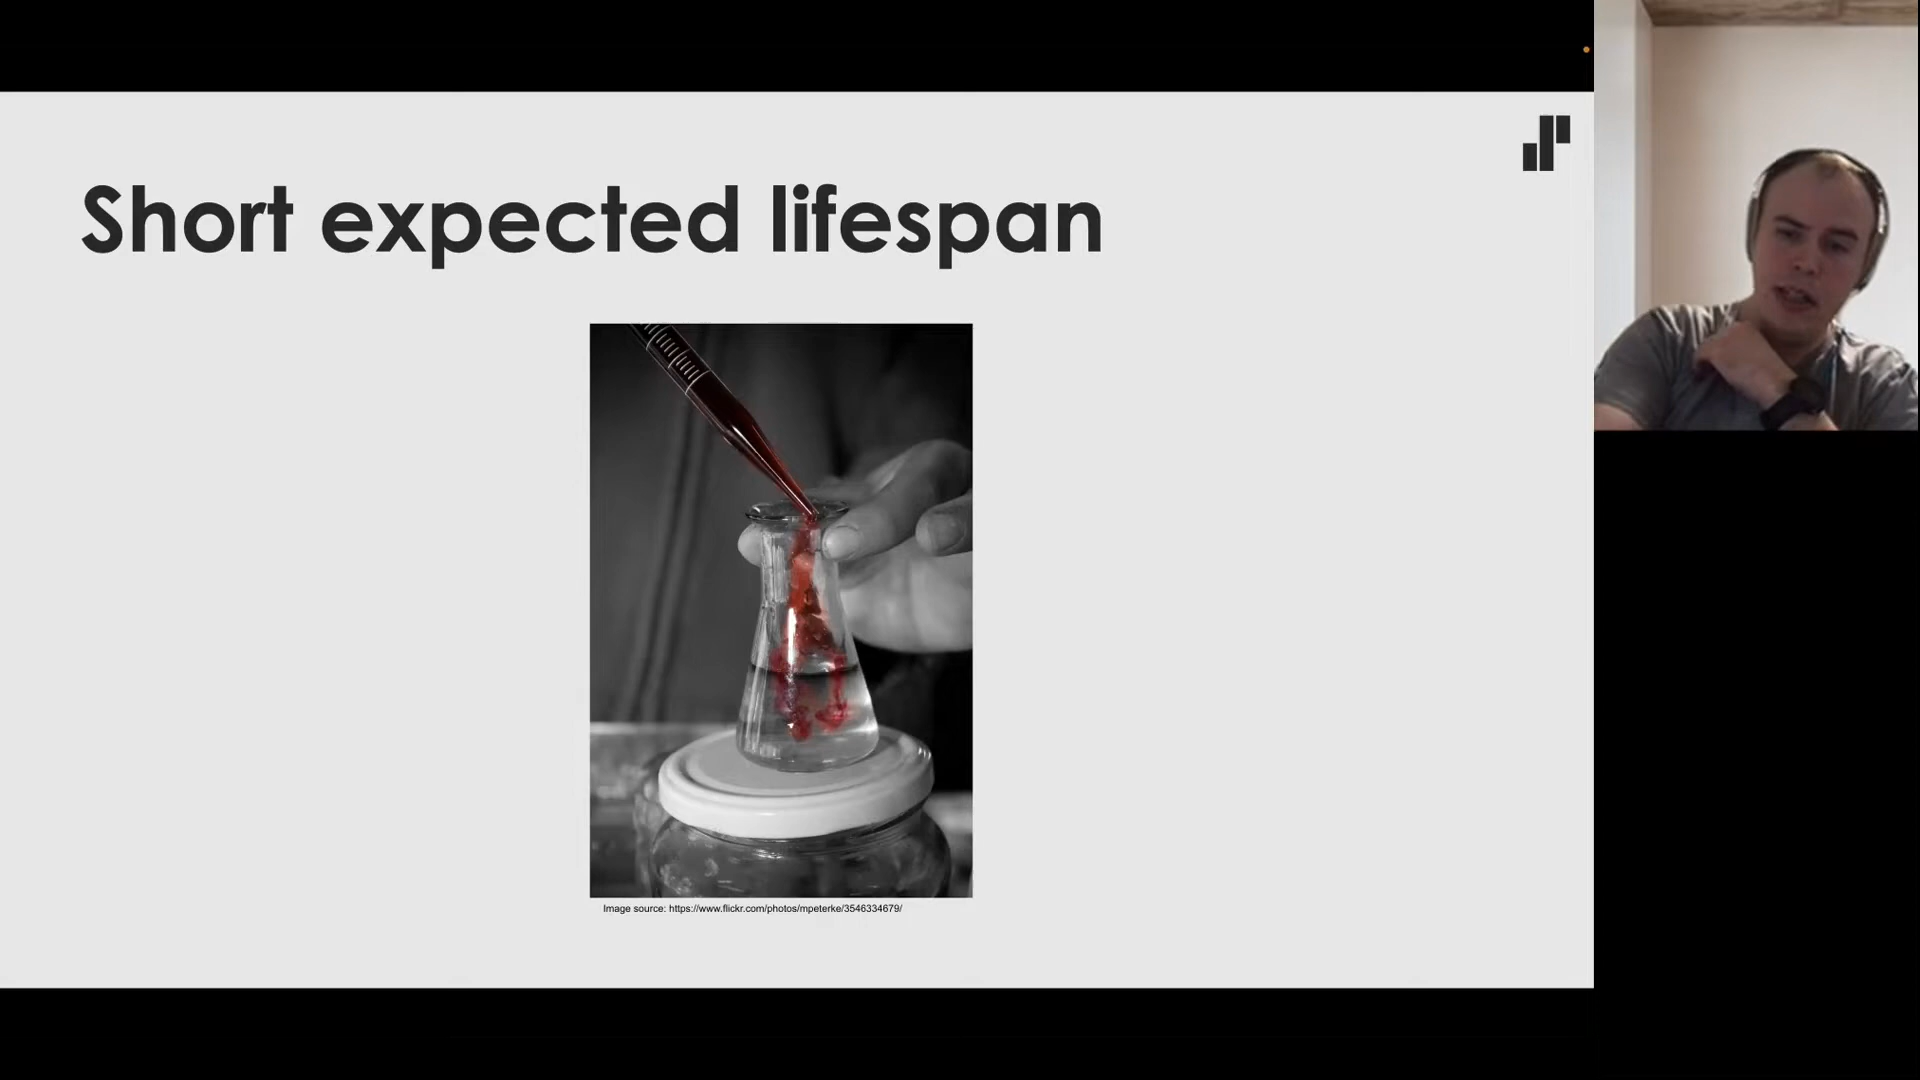 Short expected lifespan
Image source: https://www.flickr.com/photos/mpeterke/3546334679/